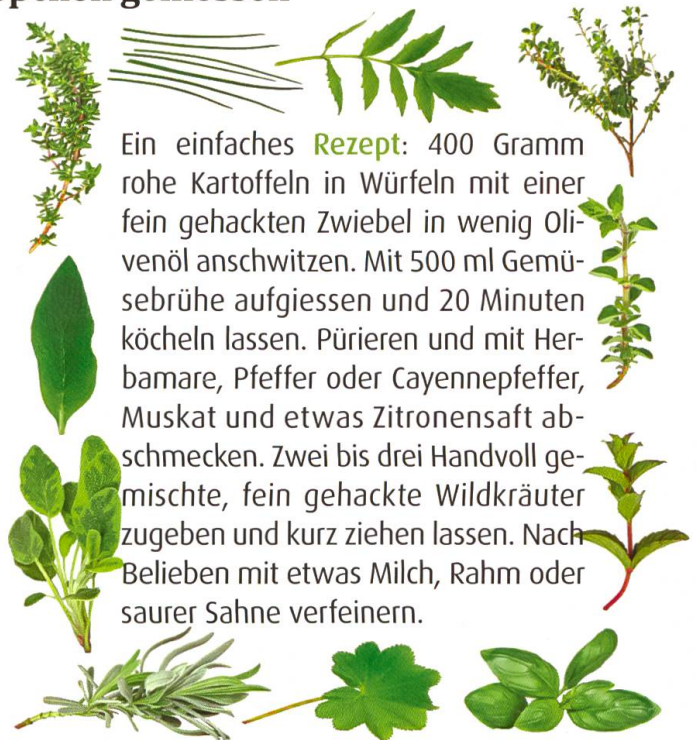 Ein einfaches Rezept: 400 Gramm
rohe Kartoffeln in Würfeln mit einer
fein gehackten Zwiebel in wenig Oli-
venöl anschwitzen. Mit 500 ml Gemü-
sebrühe aufgiessen und 20 Minuten
köcheln lassen. Pürieren und mit Her-
bamare, Pfeffer oder Cayennepfeffer,
Muskat und etwas Zitronensaft ab-
schmecken. Zwei bis drei Handvoll ge-
mischte, fein gehackte Wildkräuter
zugeben und kurz ziehen lassen. Nach
Belieben mit etwas Milch, Rahm oder
saurer Sahne verfeinern.